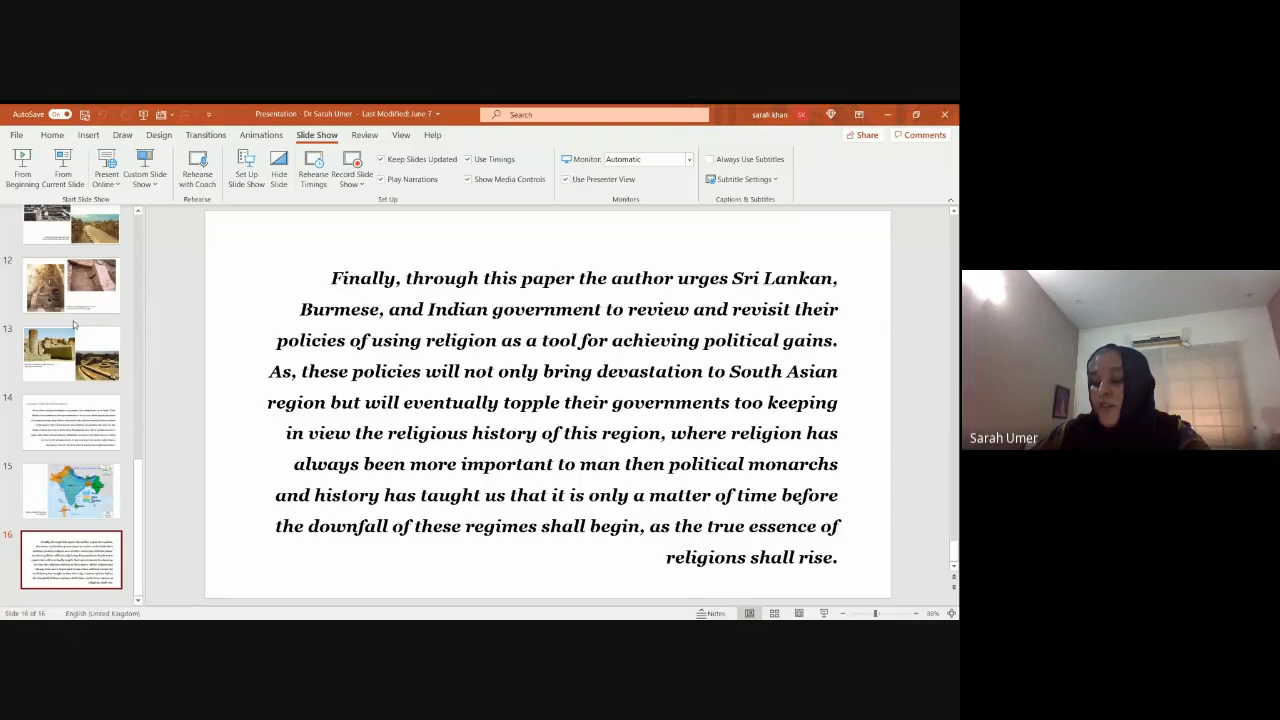 AutoSave On
Presentation - Dr Sarah Umer - Last Modified: June 7
Search
sarah khan SK
File Home Insert Draw Design Transitions Animations Slide Show Review View Help
Share Comments
From Beginning
From Current Slide
Present Online
Custom Slide Show
Rehearse with Coach
Set Up Slide Show
Hide Slide
Rehearse Timings
Record Slide Show
Keep Slides Updated
Use Timings
Play Narrations
Show Media Controls
Monitor: Automatic
Use Presenter View
Always Use Subtitles
Subtitle Settings
Start Slide Show Rehearse Set Up Monitors Captions & Subtitles
12
13
14
15
16
Finally, through this paper the author urges Sri Lankan,
Burmese, and Indian government to review and revisit their
policies of using religion as a tool for achieving political gains.
As, these policies will not only bring devastation to South Asian
region but will eventually topple their governments too keeping
in view the religious history of this region, where religion has
always been more important to man then political monarchs
and history has taught us that it is only a matter of time before
the downfall of these regimes shall begin, as the true essence of
religions shall rise.
Sarah Umer
Slide 16 of 16 English (United Kingdom) Notes